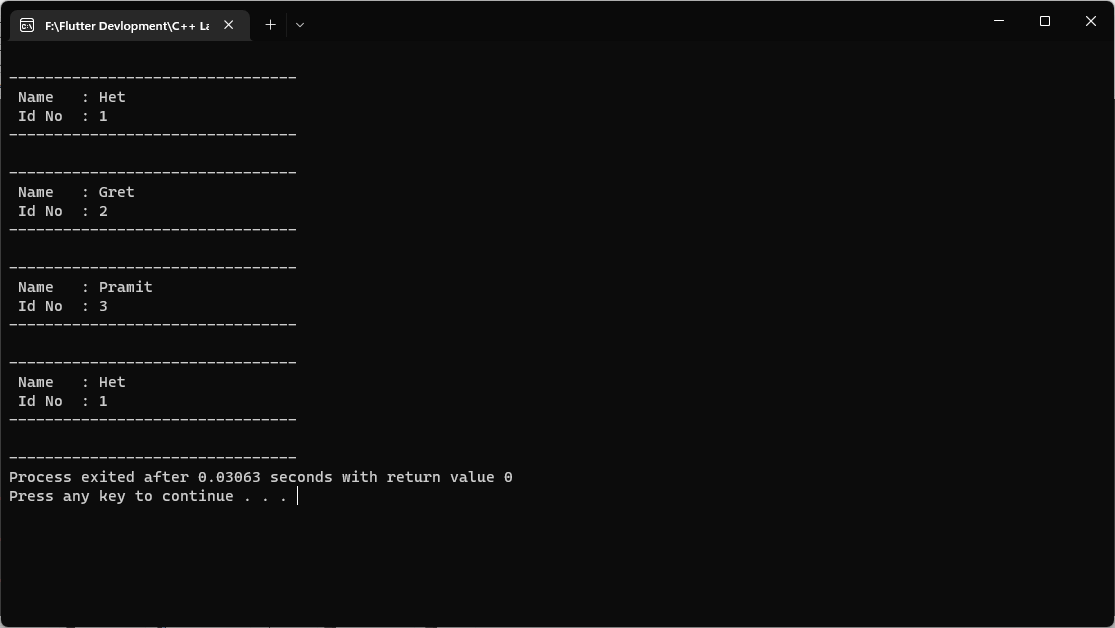 F:\Flutter Devlopment\C++ La
--------------------------------
Name : Het
Id No : 1
--------------------------------
--------------------------------
Name : Gret
Id No : 2
--------------------------------
--------------------------------
Name : Pramit
Id No : 3
--------------------------------
--------------------------------
Name : Het
Id No : 1
--------------------------------
--------------------------------
Process exited after 0.03063 seconds with return value 0
Press any key to continue . . .